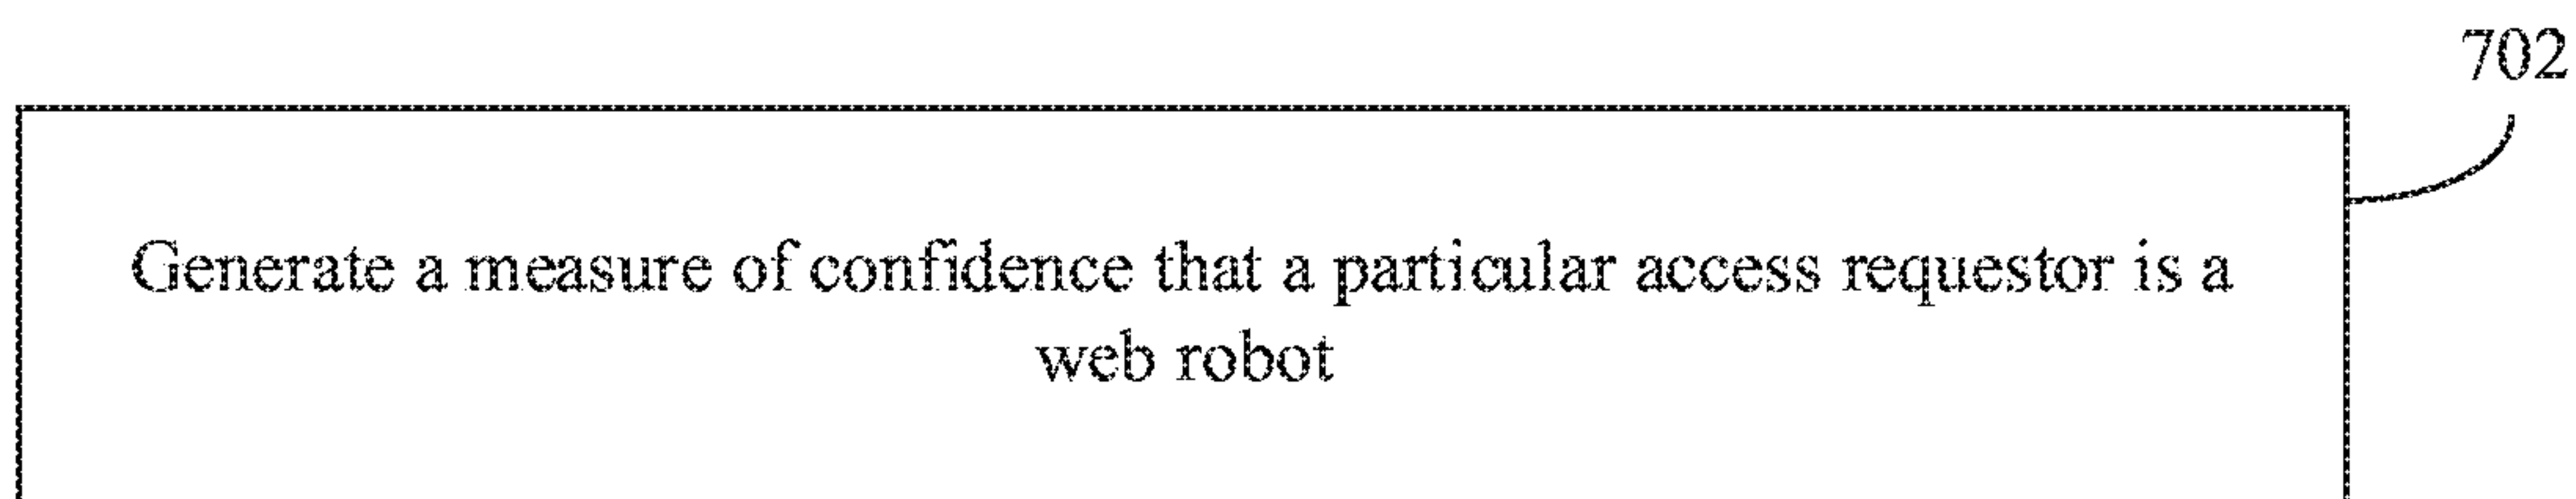 702
Generate a measure of confidence that a particular access requestor is a
web robot